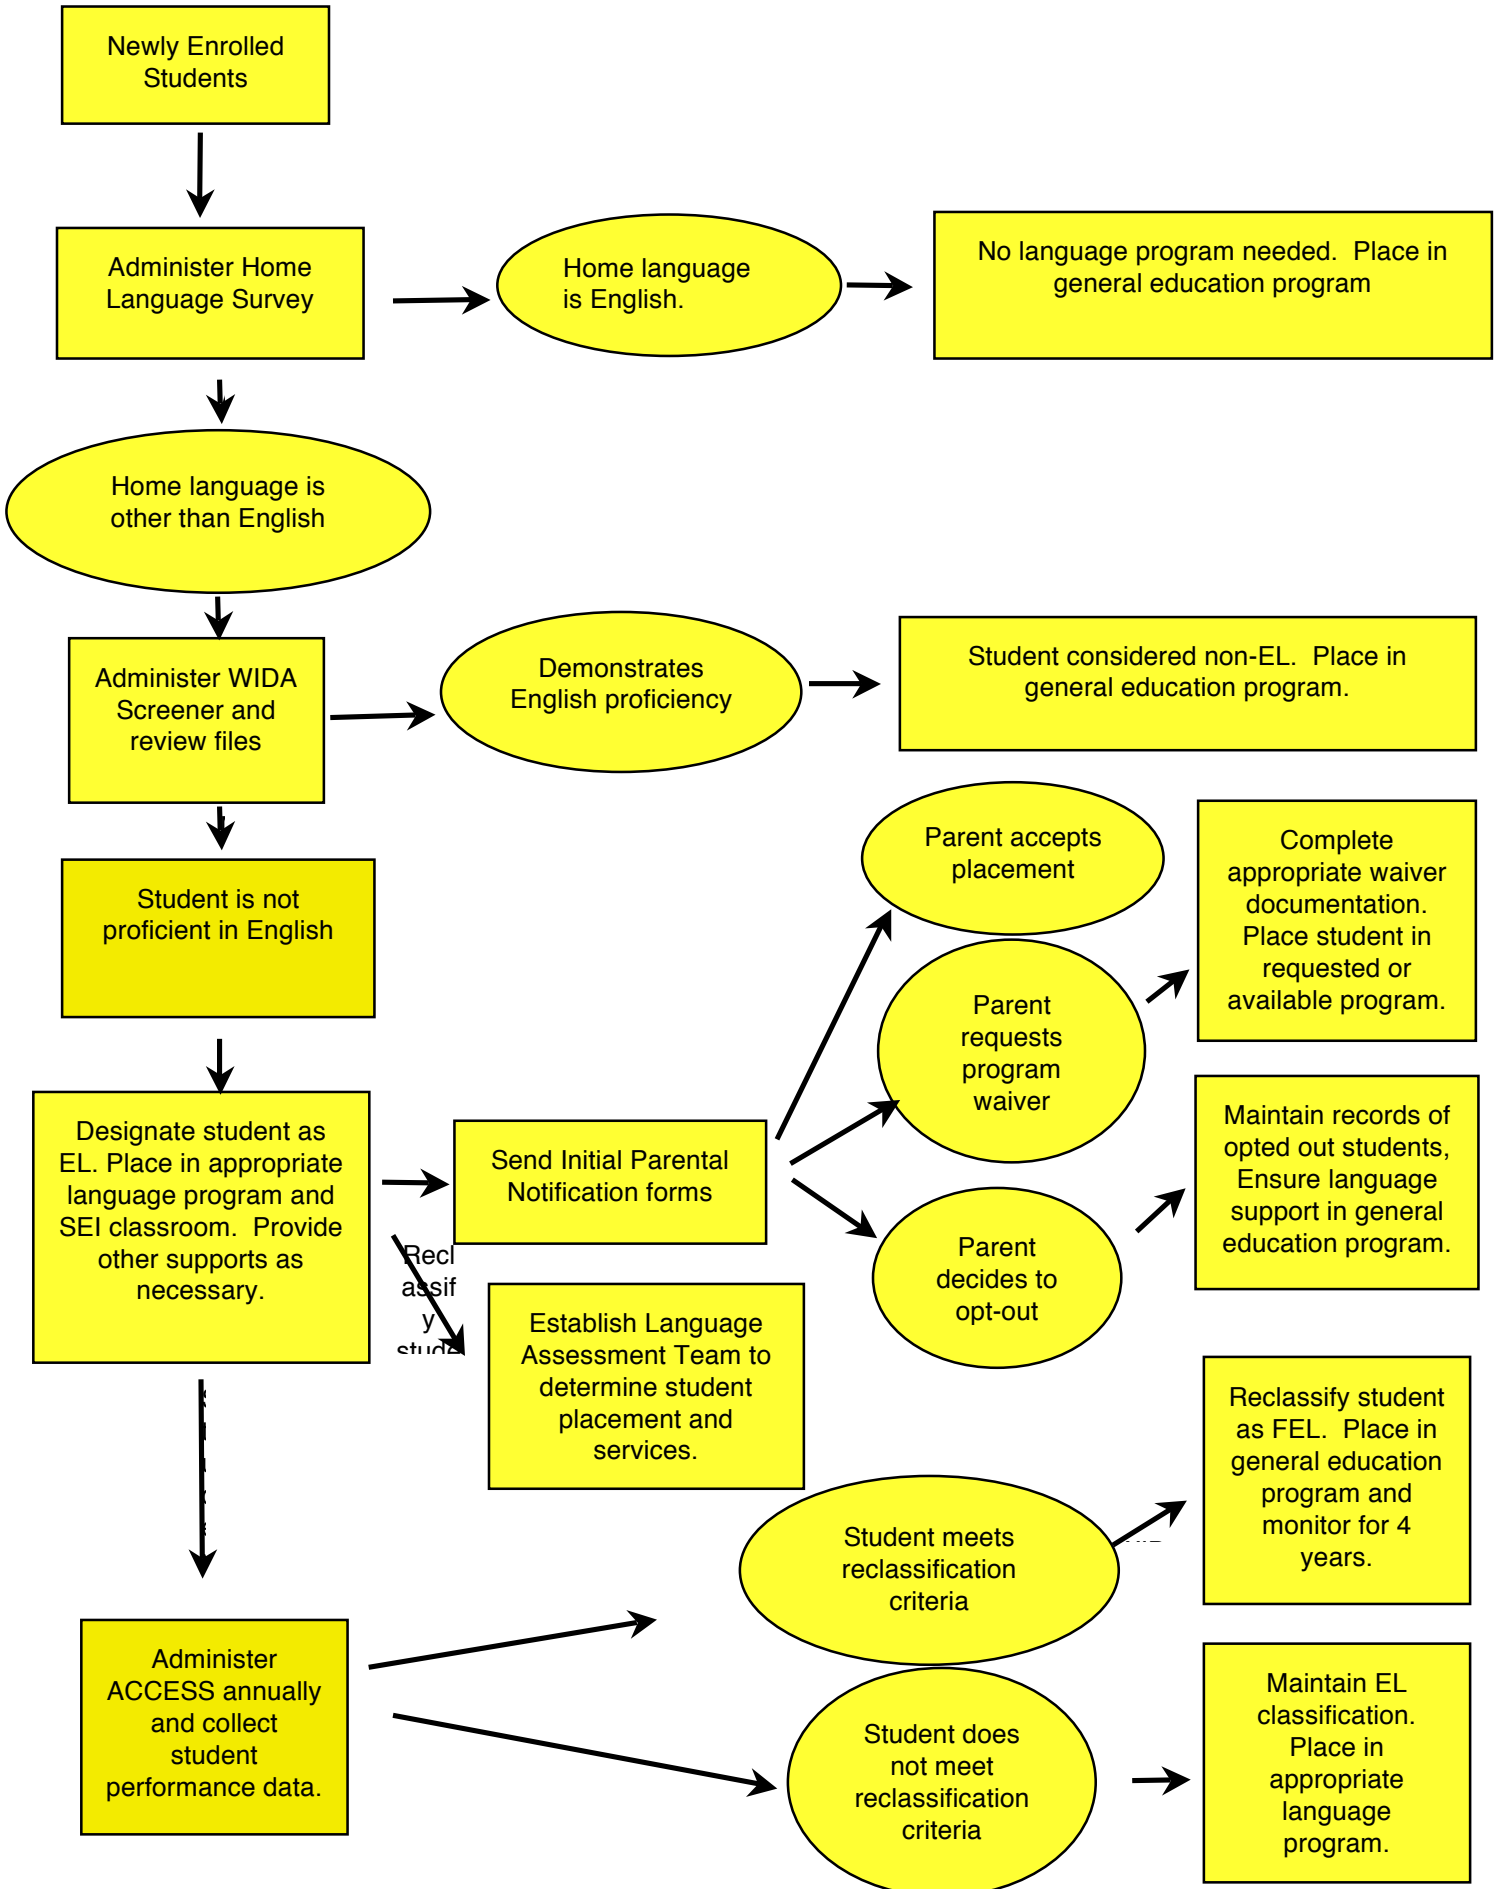 Newly Enrolled
Students
Administer Home
Language Survey
Home language
is English.
No language program needed.  Place in
general education program
Home language is
other than English
Administer WIDA
Screener and
review files
Demonstrates
English proficiency
Student considered non-EL.  Place in
general education program.
Student is not
proficient in English
Parent accepts
placement
Complete
appropriate waiver
documentation.
Place student in
requested or
available program.
Parent
requests
program
waiver
Designate student as
EL. Place in appropriate
language program and
SEI classroom.  Provide
other supports as
necessary.
Send Initial Parental
Notification forms
Maintain records of
opted out students,
Ensure language
support in general
education program.
Parent
decides to
opt-out
Recl
assif
y
stude
Establish Language
Assessment Team to
determine student
placement and
services.
Reclassify student
as FEL.  Place in
general education
program and
monitor for 4
years.
Student meets
reclassification
criteria
Administer
ACCESS annually
and collect
student
performance data.
Student does
not meet
reclassification
criteria
Maintain EL
classification.
Place in
appropriate
language
program.